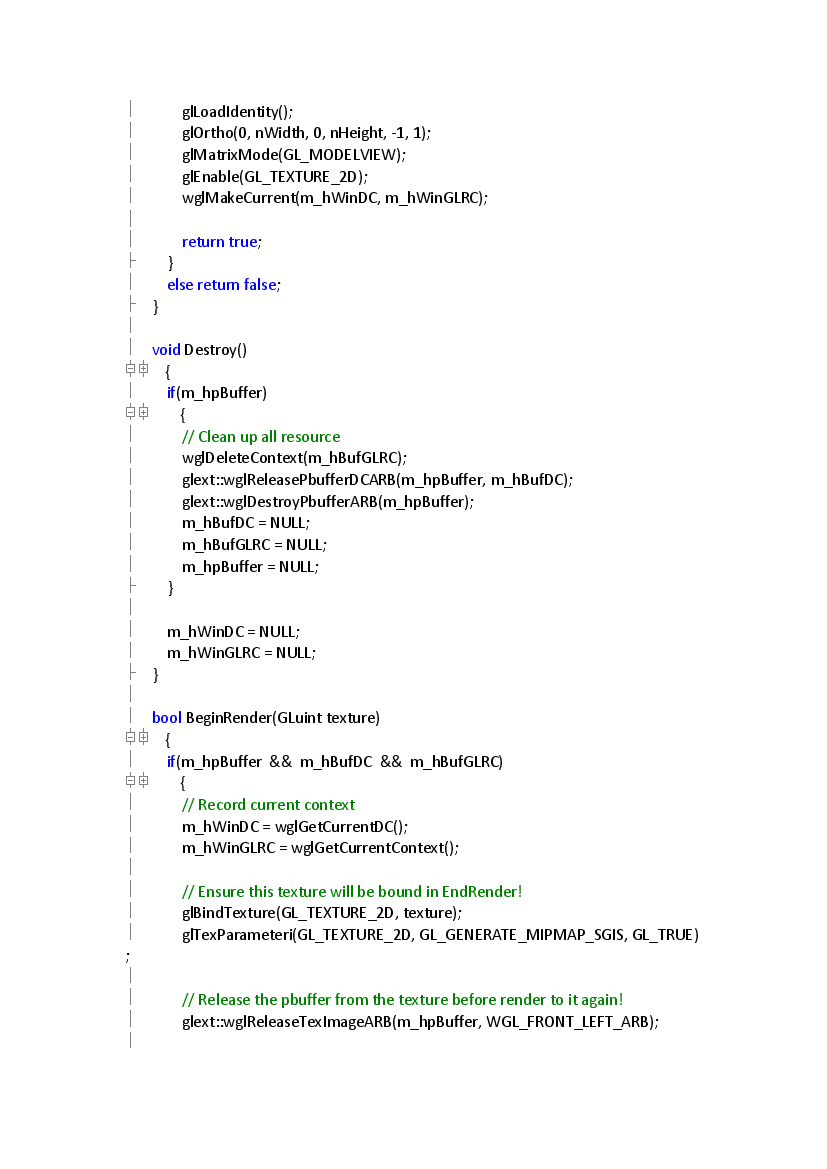 glLoadIdentity();
glOrtho(0, nWidth, 0, nHeight, -1, 1);
glMatrixMode(GL_MODELVIEW);
glEnable(GL_TEXTURE_2D);
wglMakeCurrent(m_hWinDC, m_hWinGLRC);
return true;
}
else return false;
}
void Destroy()
{
if(m_hpBuffer)
{
// Clean up all resource
wglDeleteContext(m_hBufGLRC);
glext::wglReleasePbufferDCARB(m_hpBuffer, m_hBufDC);
glext::wglDestroyPbufferARB(m_hpBuffer);
m_hBufDC = NULL;
m_hBufGLRC = NULL;
m_hpBuffer = NULL;
}
m_hWinDC = NULL;
m_hWinGLRC = NULL;
}
bool BeginRender(GLuint texture)
{
if(m_hpBuffer && m_hBufDC && m_hBufGLRC)
{
// Record current context
m_hWinDC = wglGetCurrentDC();
m_hWinGLRC = wglGetCurrentContext();
// Ensure this texture will be bound in EndRender!
glBindTexture(GL_TEXTURE_2D, texture);
glTexParameteri(GL_TEXTURE_2D, GL_GENERATE_MIPMAP_SGIS, GL_TRUE)
;
// Release the pbuffer from the texture before render to it again!
glext::wglReleaseTexImageARB(m_hpBuffer, WGL_FRONT_LEFT_ARB);